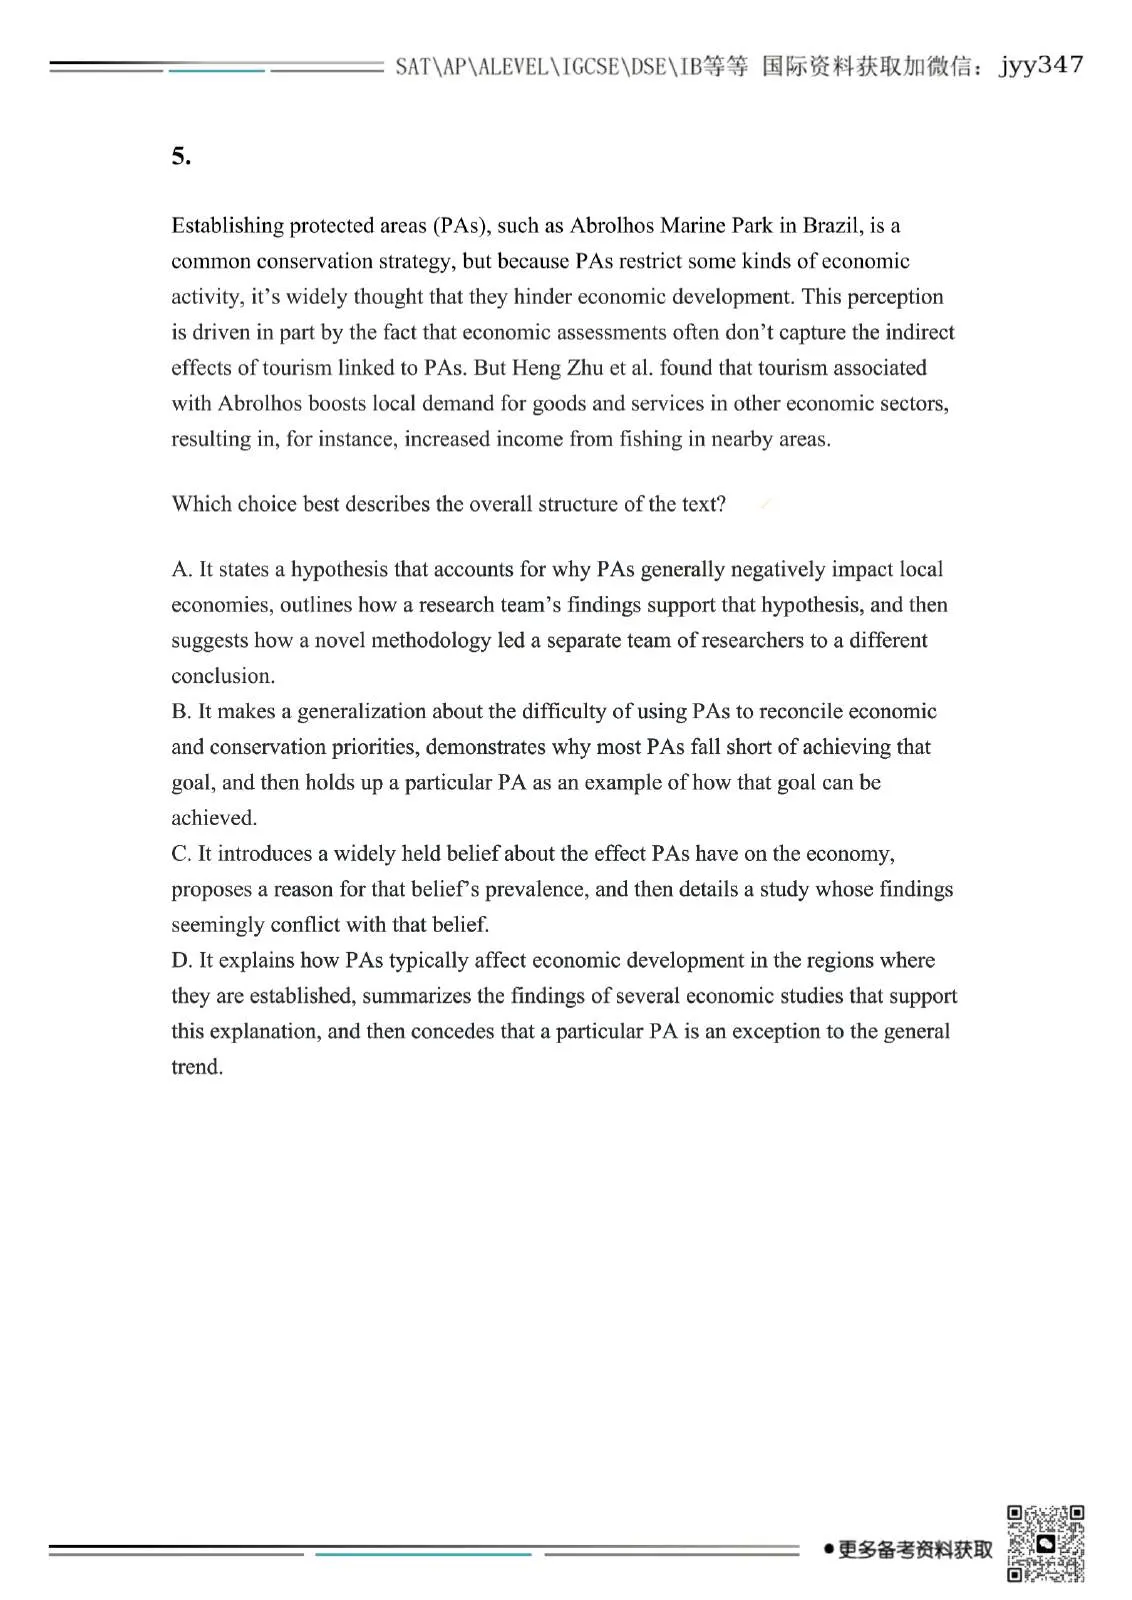 SAT\AP\ALEVEL\IGCSE\DSE\IB等等 国际资料获取加微信： jyy347
5.
Establishing protected areas (PAs), such as Abrolhos Marine Park in Brazil, is a
common conservation strategy, but because PAs restrict some kinds of economic
activity, it’s widely thought that they hinder economic development. This perception
is driven in part by the fact that economic assessments often don’t capture the indirect
effects of tourism linked to PAs. But Heng Zhu et al. found that tourism associated
with Abrolhos boosts local demand for goods and services in other economic sectors,
resulting in, for instance, increased income from fishing in nearby areas.
Which choice best describes the overall structure of the text?
A. It states a hypothesis that accounts for why PAs generally negatively impact local
economies, outlines how a research team’s findings support that hypothesis, and then
suggests how a novel methodology led a separate team of researchers to a different
conclusion.
B. It makes a generalization about the difficulty of using PAs to reconcile economic
and conservation priorities, demonstrates why most PAs fall short of achieving that
goal, and then holds up a particular PA as an example of how that goal can be
achieved.
C. It introduces a widely held belief about the effect PAs have on the economy,
proposes a reason for that belief’s prevalence, and then details a study whose findings
seemingly conflict with that belief.
D. It explains how PAs typically affect economic development in the regions where
they are established, summarizes the findings of several economic studies that support
this explanation, and then concedes that a particular PA is an exception to the general
trend.
●更多备考资料获取